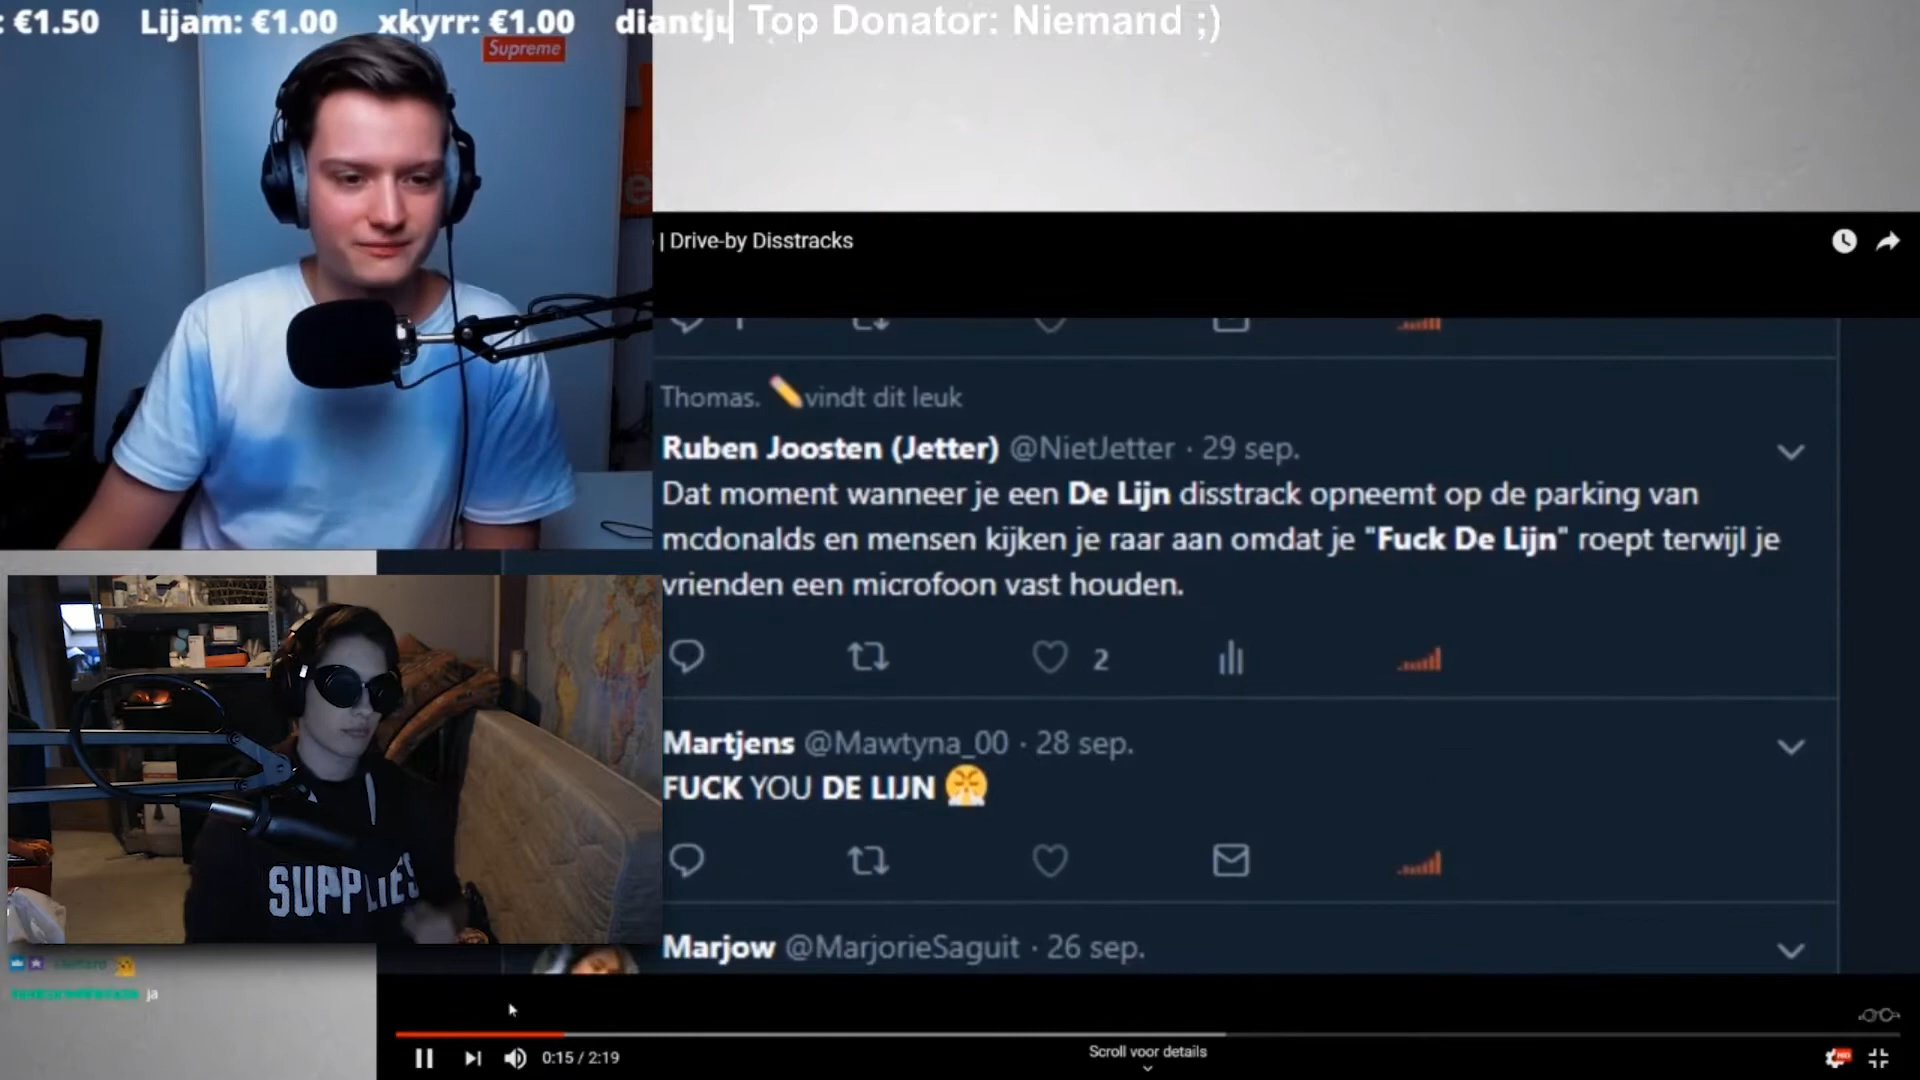 : €1.50 Lijam: €1.00 xkyrr: €1.00 diantju
Top Donator: Niemand ;)
Supreme
| Drive-by Disstracks
Thomas. ✏️vindt dit leuk
Ruben Joosten (Jetter) @NietJetter · 29 sep.
Dat moment wanneer je een De Lijn disstrack opneemt op de parking van
mcdonalds en mensen kijken je raar aan omdat je "Fuck De Lijn" roept terwijl je
vrienden een microfoon vast houden.
2
Martjens @Mawtyna_00 · 28 sep.
FUCK YOU DE LIJN 😤
Marjow @MarjorieSaguit · 26 sep.
SUPPLIES
ja
0:15 / 2:19
Scroll voor details
HD